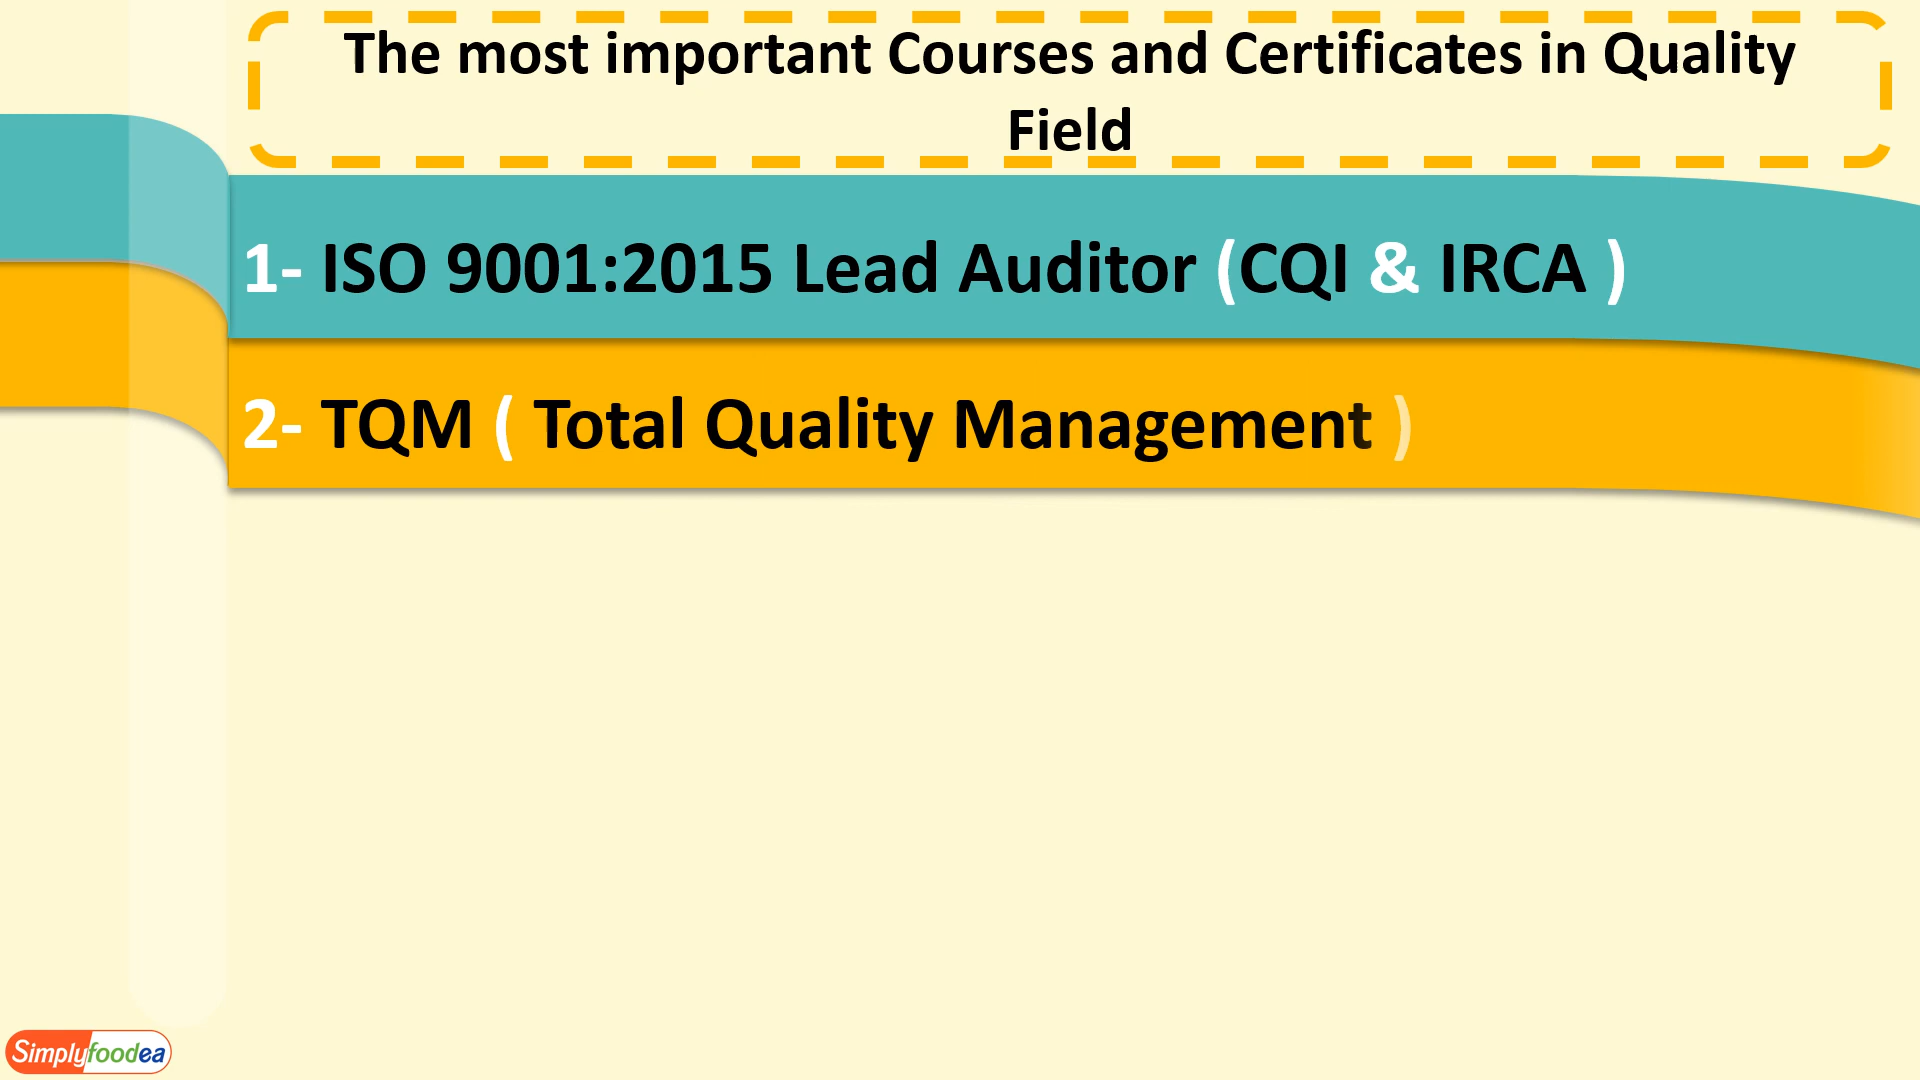 The most important Courses and Certificates in Quality
Field
1- ISO 9001:2015 Lead Auditor (CQI & IRCA )
2- TQM ( Total Quality Management )
Simplyfoodea